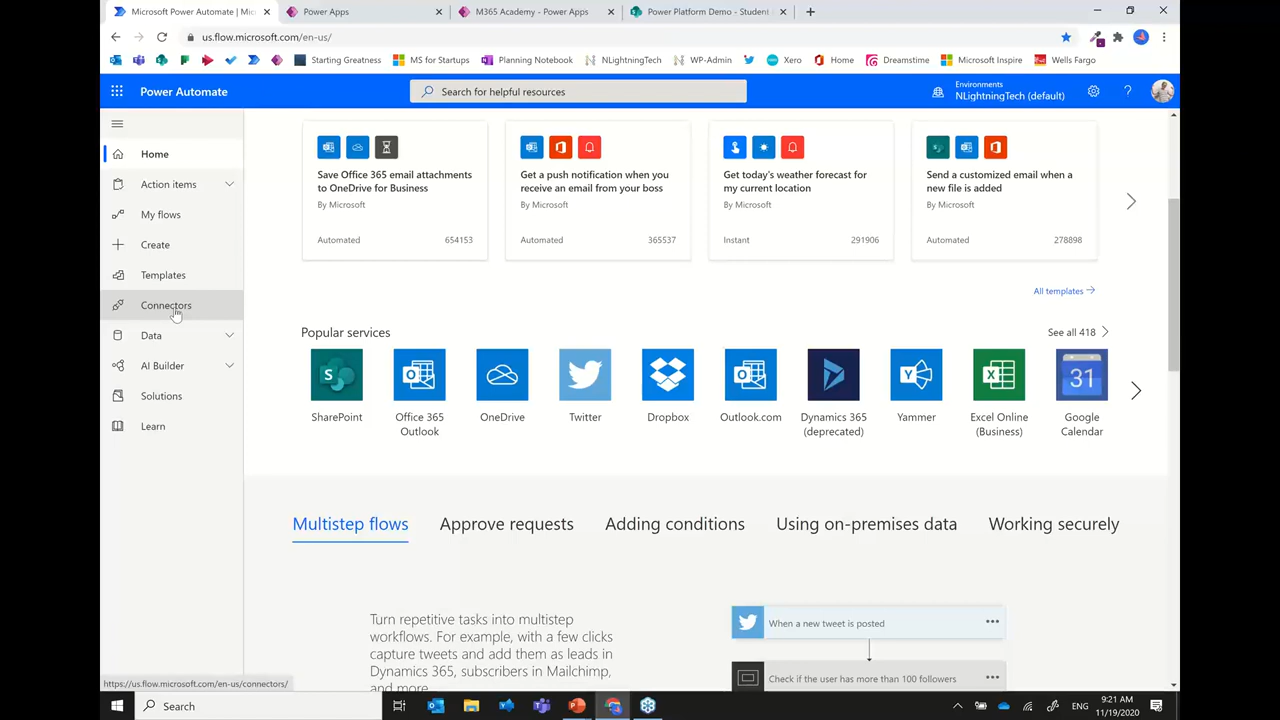 Microsoft Power Automate | Mic
Power Apps
M365 Academy - Power Apps
Power Platform Demo - Student
us.flow.microsoft.com/en-us/
Starting Greatness
MS for Startups
Planning Notebook
NLightningTech
WP-Admin
Xero
Home
Dreamstime
Microsoft Inspire
Wells Fargo
Power Automate
Search for helpful resources
Environments
NLightningTech (default)
Home
Action items
My flows
Create
Templates
Connectors
Data
AI Builder
Solutions
Learn
Save Office 365 email attachments
to OneDrive for Business
By Microsoft
Automated 654153
Get a push notification when you
receive an email from your boss
By Microsoft
Automated 365537
Get today's weather forecast for
my current location
By Microsoft
Instant 291906
Send a customized email when a
new file is added
By Microsoft
Automated 278898
All templates
Popular services
See all 418
31
SharePoint
Office 365
Outlook
OneDrive
Twitter
Dropbox
Outlook.com
Dynamics 365
(deprecated)
Yammer
Excel Online
(Business)
Google
Calendar
Multistep flows
Approve requests
Adding conditions
Using on-premises data
Working securely
Turn repetitive tasks into multistep
workflows. For example, with a few clicks
capture tweets and add them as leads in
Dynamics 365, subscribers in Mailchimp,
and more.
When a new tweet is posted
Check if the user has more than 100 followers
https://us.flow.microsoft.com/en-us/connectors/
Search
ENG
9:21 AM
11/19/2020